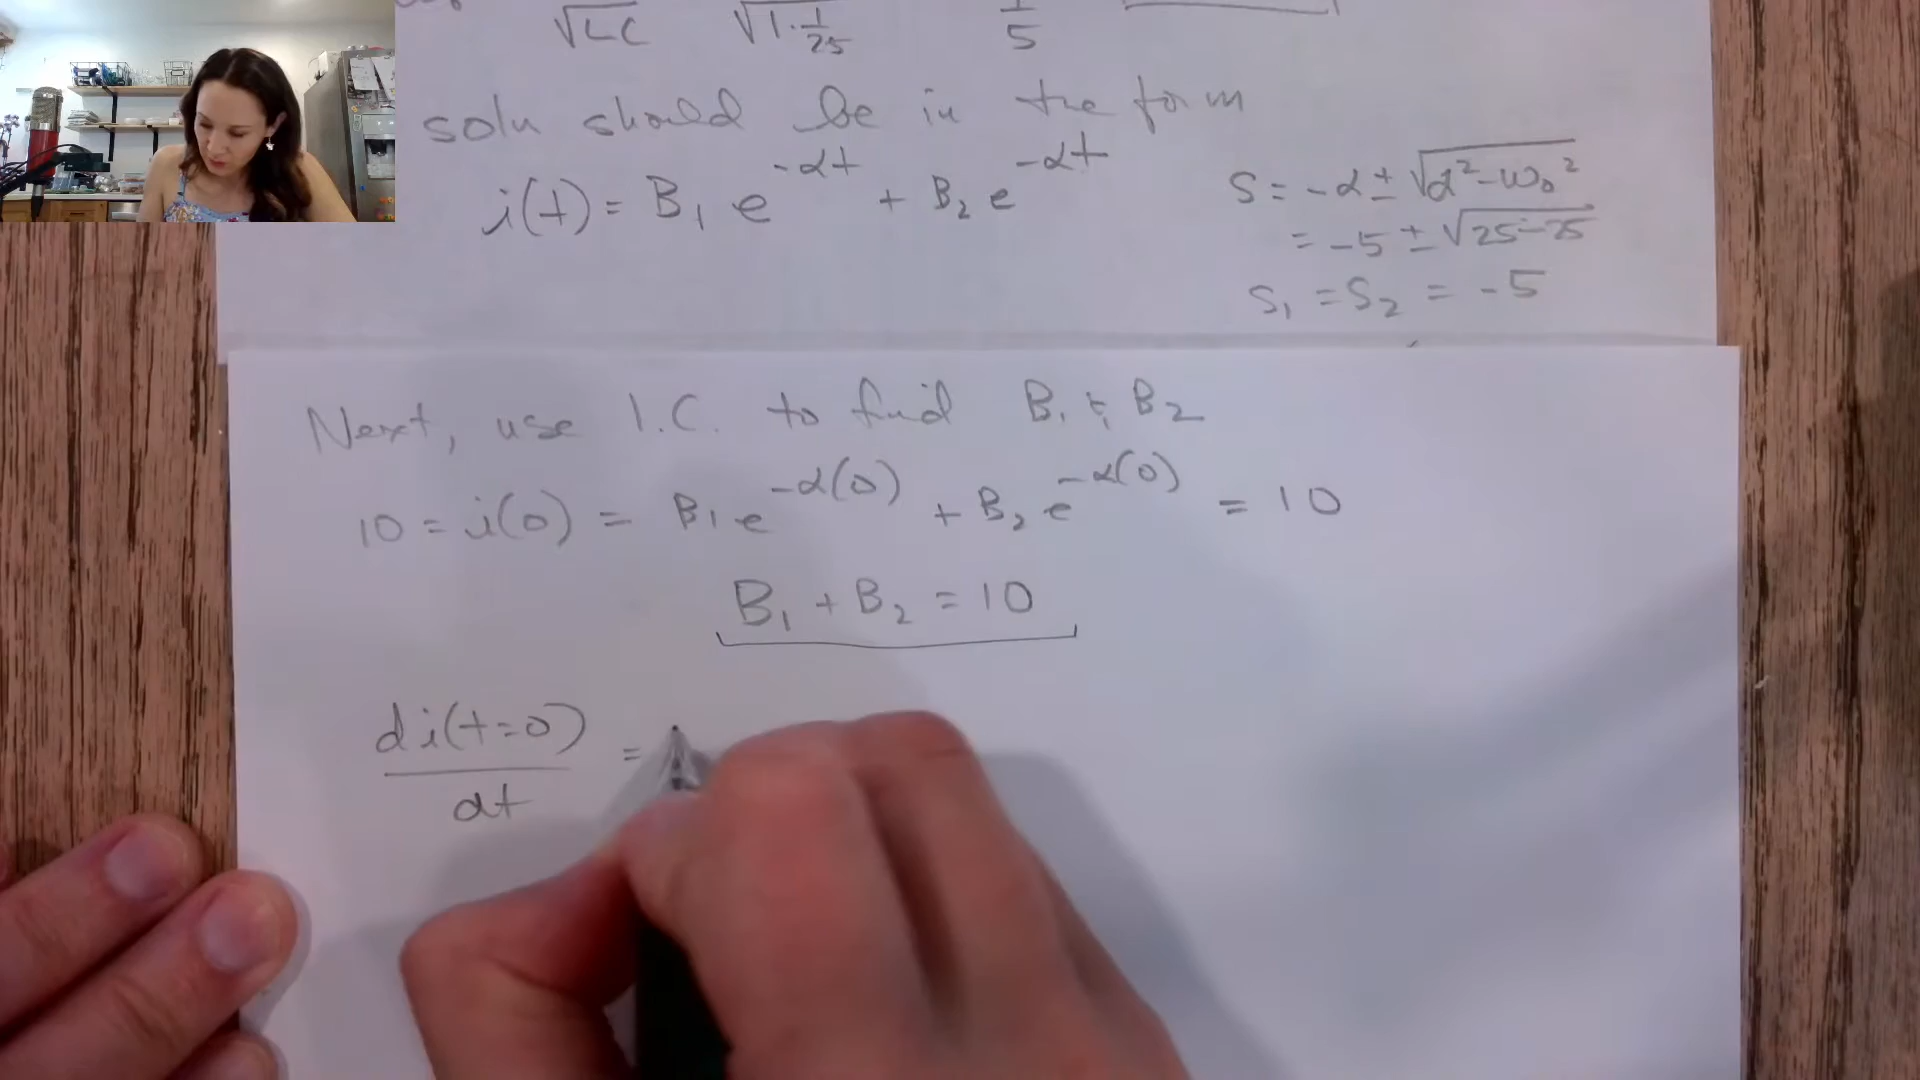 √LC √1·1/25 1/5
soln should be in the form
i(t) = B₁ e^-αt + B₂ e^-αt
S = -α ± √α²-ω₀²
= -5 ± √25-25
S₁ = S₂ = -5
Next, use I.C. to find B₁ & B₂
10 = i(0) = B₁ e^-α(0) + B₂ e^-α(0) = 10
B₁ + B₂ = 10
di(t=0)/dt =